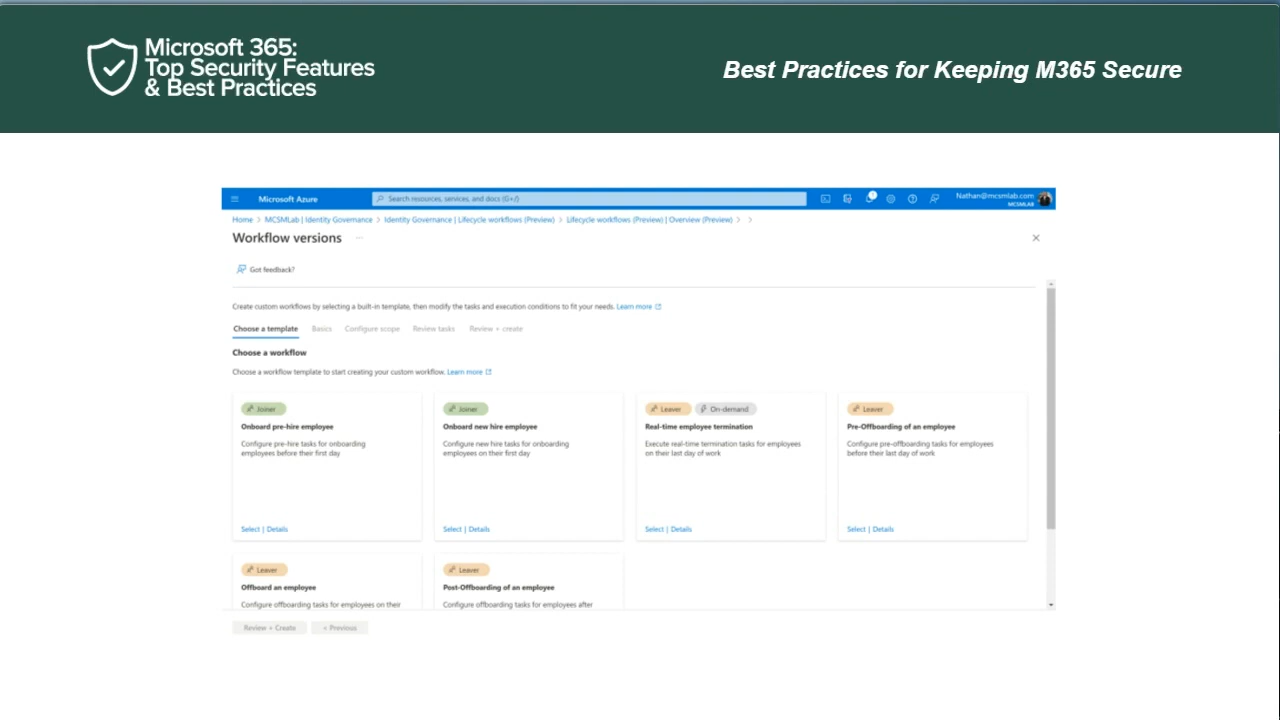 Microsoft 365:
Top Security Features
& Best Practices
Best Practices for Keeping M365 Secure
Microsoft Azure
Search resources, services, and docs (G+/)
1
Nathan@mcsmlab.com
MCSMLAB
Home > MCSMLab | Identity Governance > Identity Governance | Lifecycle workflows (Preview) > Lifecycle workflows (Preview) | Overview (Preview) > >
Workflow versions ...
Got feedback?
Create custom workflows by selecting a built-in template, then modify the tasks and execution conditions to fit your needs. Learn more
Choose a template Basics Configure scope Review tasks Review + create
Choose a workflow
Choose a workflow template to start creating your custom workflow. Learn more
Joiner
Onboard pre-hire employee
Configure pre-hire tasks for onboarding
employees before their first day
Select | Details
Joiner
Onboard new hire employee
Configure new hire tasks for onboarding
employees on their first day
Select | Details
Leaver On-demand
Real-time employee termination
Execute real-time termination tasks for employees
on their last day of work
Select | Details
Leaver
Pre-Offboarding of an employee
Configure pre-offboarding tasks for employees
before their last day of work
Select | Details
Leaver
Offboard an employee
Configure offboarding tasks for employees on their
Leaver
Post-Offboarding of an employee
Configure offboarding tasks for employees after
Review + Create < Previous